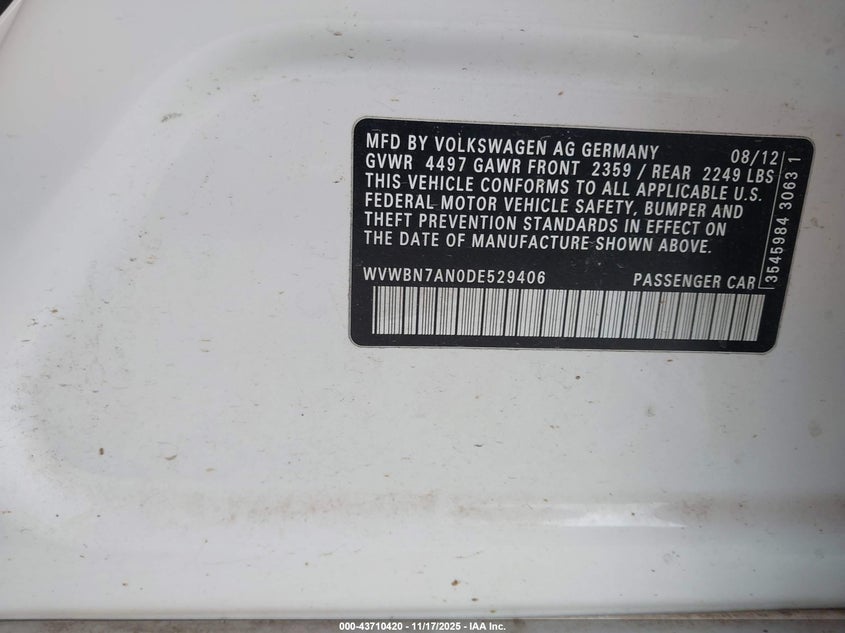 MFD BY VOLKSWAGEN AG GERMANY 08/12
GVWR 4497 GAWR FRONT 2359 / REAR 2249 LBS
THIS VEHICLE CONFORMS TO ALL APPLICABLE U.S.
FEDERAL MOTOR VEHICLE SAFETY, BUMPER AND
THEFT PREVENTION STANDARDS IN EFFECT ON
THE DATE OF MANUFACTURE SHOWN ABOVE.
WVWBN7AN0DE529406 PASSENGER CAR
3545984 3063 1
000-43710420 - 11/17/2025 - IAA Inc.